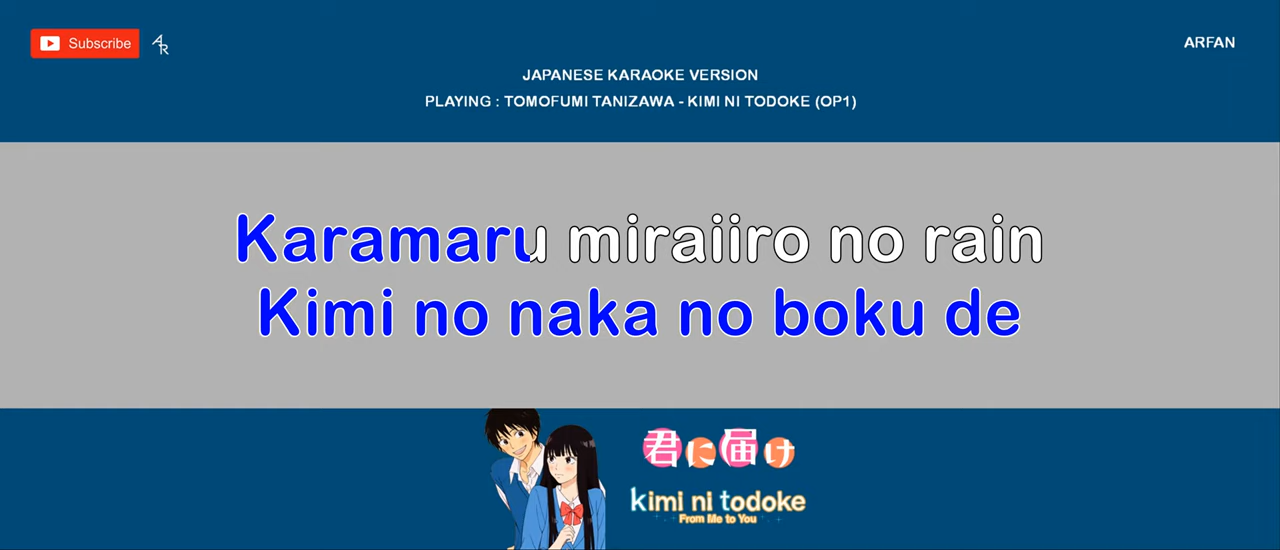 Subscribe
AR
ARFAN
JAPANESE KARAOKE VERSION
PLAYING : TOMOFUMI TANIZAWA - KIMI NI TODOKE (OP1)
Karamaru miraiiro no rain
Kimi no naka no boku de
君に届け
kimi ni todoke
From Me to You